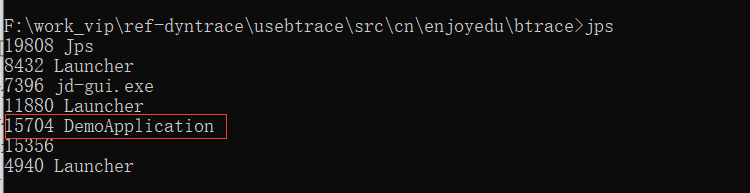 F:\work_vip\ref-dyntrace\usebtrace\src\cn\enjoyedu\btrace>jps
19808 Jps
8432 Launcher
7396 jd-gui.exe
11880 Launcher
15704 DemoApplication
15356
4940 Launcher